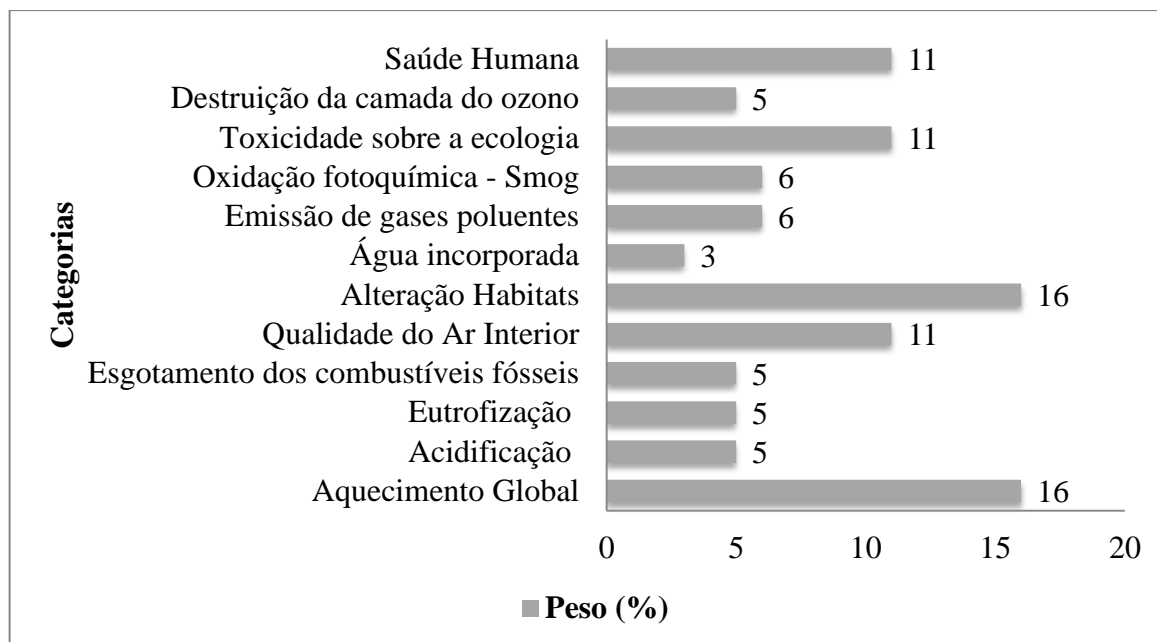 Saúde Humana 11
Destruição da camada do ozono 5
Toxicidade sobre a ecologia 11
Oxidação fotoquímica - Smog 6
Emissão de gases poluentes 6
Água incorporada 3
Alteração Habitats 16
Qualidade do Ar Interior 11
Esgotamento dos combustíveis fósseis 5
Eutrofização 5
Acidificação 5
Aquecimento Global 16
Categorias
0 5 10 15 20
Peso (%)